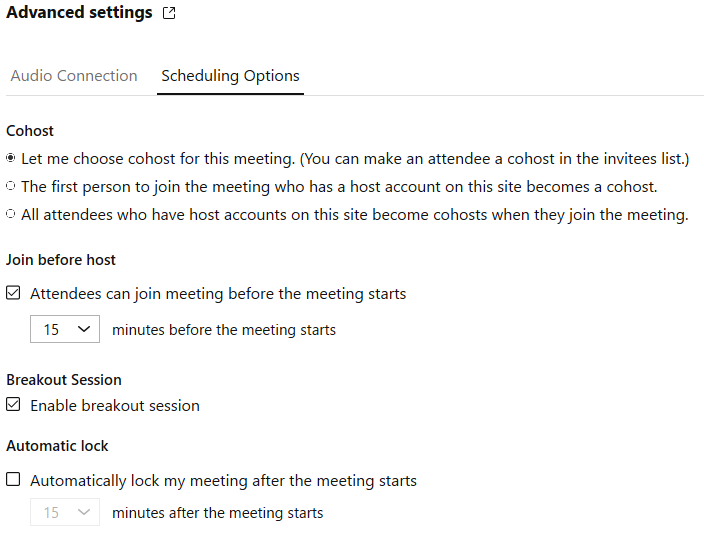 Advanced settings
Audio Connection Scheduling Options
Cohost
Let me choose cohost for this meeting. (You can make an attendee a cohost in the invitees list.)
The first person to join the meeting who has a host account on this site becomes a cohost.
All attendees who have host accounts on this site become cohosts when they join the meeting.
Join before host
Attendees can join meeting before the meeting starts
15 minutes before the meeting starts
Breakout Session
Enable breakout session
Automatic lock
Automatically lock my meeting after the meeting starts
15 minutes after the meeting starts